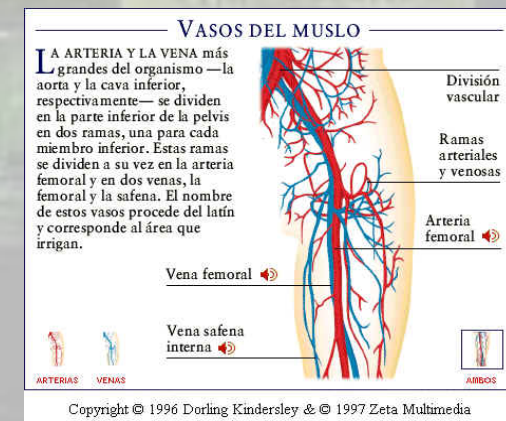 VASOS DEL MUSLO
LA ARTERIA Y LA VENA más
grandes del organismo —la
aorta y la cava inferior,
respectivamente— se dividen
en la parte inferior de la pelvis
en dos ramas, una para cada
miembro inferior. Estas ramas
se dividen a su vez en la arteria
femoral y en dos venas, la
femoral y la safena. El nombre
de estos vasos procede del latín
y corresponde al área que
irrigan.
División
vascular
Ramas
arteriales
y venosas
Arteria
femoral
Vena femoral
Vena safena
interna
ARTERIAS
VENAS
AMBOS
Copyright © 1996 Dorling Kindersley & © 1997 Zeta Multimedia